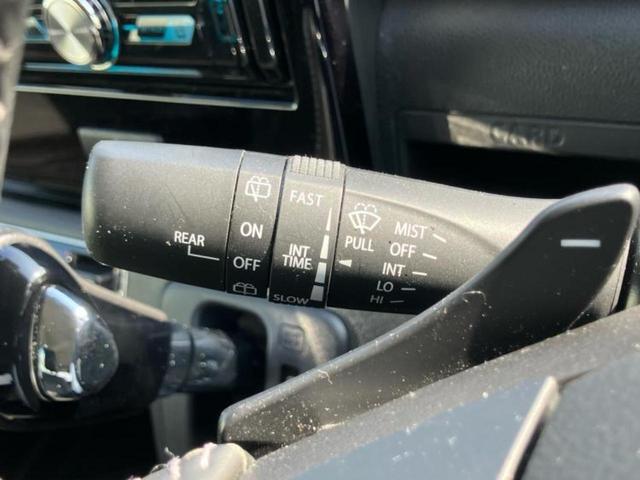 CARD
REAR
ON
OFF
FAST
INT
TIME
SLOW
PULL
MIST
OFF
INT
LO
HI